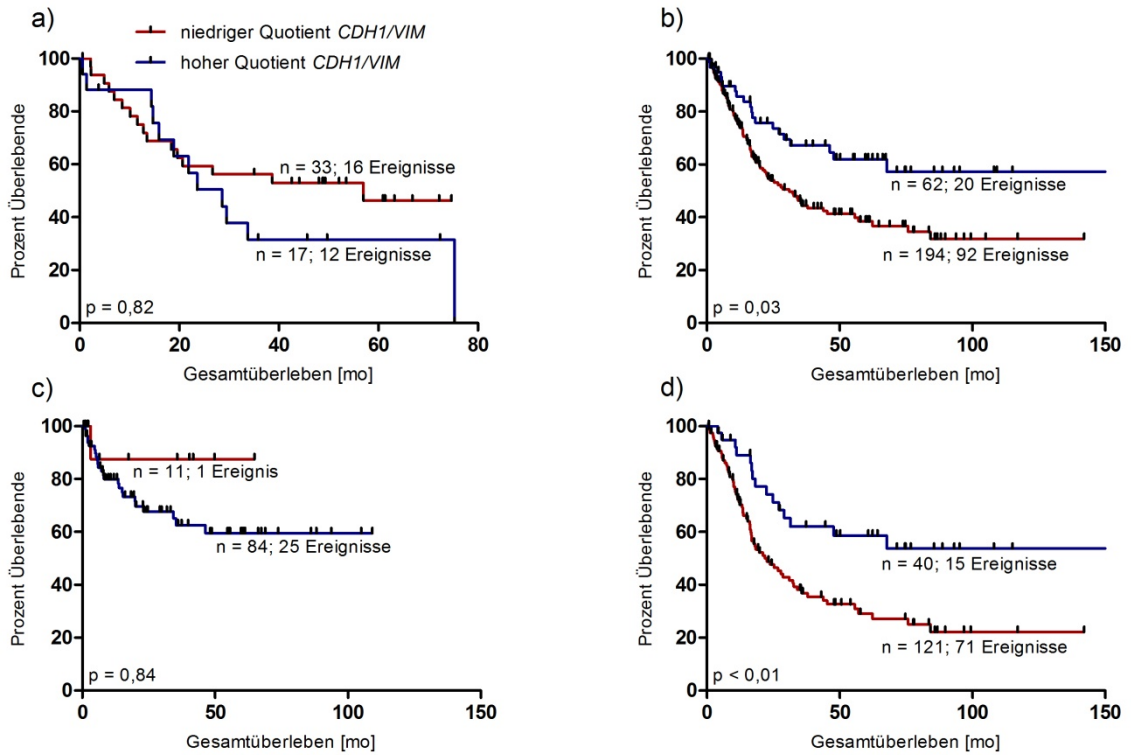 a)
niedriger Quotient CDH1/VIM
hoher Quotient CDH1/VIM
100
80
60
40
20
0
Prozent Überlebende
n = 33; 16 Ereignisse
n = 17; 12 Ereignisse
p = 0,82
0 20 40 60 80
Gesamtüberleben [mo]
b)
100
80
60
40
20
0
Prozent Überlebende
n = 62; 20 Ereignisse
n = 194; 92 Ereignisse
p = 0,03
0 50 100 150
Gesamtüberleben [mo]
c)
100
80
60
40
20
0
Prozent Überlebende
n = 11; 1 Ereignis
n = 84; 25 Ereignisse
p = 0,84
0 50 100 150
Gesamtüberleben [mo]
d)
100
80
60
40
20
0
Prozent Überlebende
n = 40; 15 Ereignisse
n = 121; 71 Ereignisse
p < 0,01
0 50 100 150
Gesamtüberleben [mo]